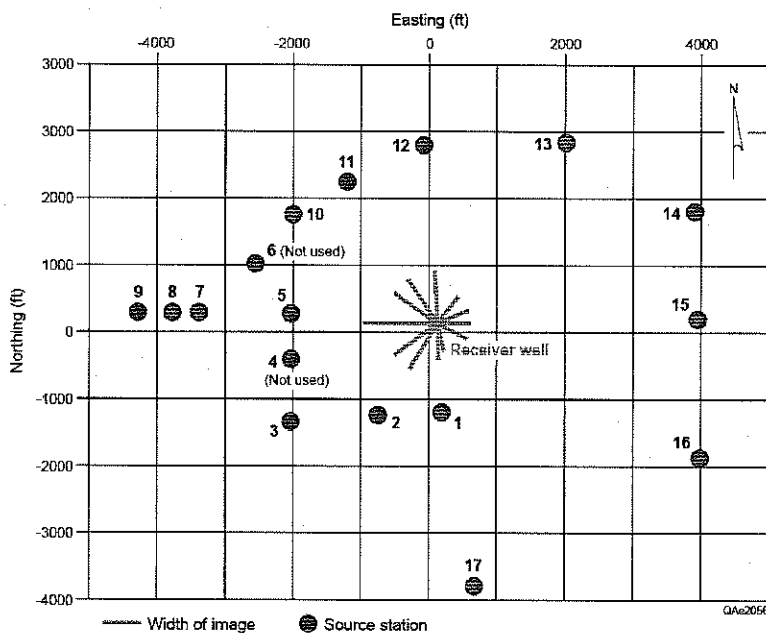 Easting (ft)
-4000 -2000 0 2000 4000
3000
2000
1000
0
-1000
-2000
-3000
-4000
Northing (ft)
N
12
13
11
10
14
6 (Not used)
9 8 7 5
15
Receiver well
4
(Not used)
3
2
1
16
17
QAe2056
Width of image
Source station